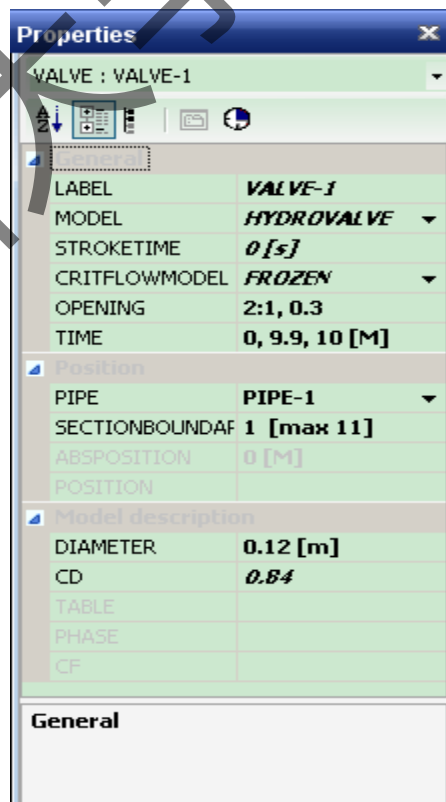 Properties
VALVE : VALVE-1
General
LABEL VALVE-1
MODEL HYDROVALVE
STROKETIME 0 [s]
CRITFLOWMODEL FROZEN
OPENING 2:1, 0.3
TIME 0, 9.9, 10 [M]
Position
PIPE PIPE-1
SECTIONBOUNDAR 1 [max 11]
ABSPOSITION 0 [M]
POSITION
Model description
DIAMETER 0.12 [m]
CD 0.84
TABLE
PHASE
CF
General